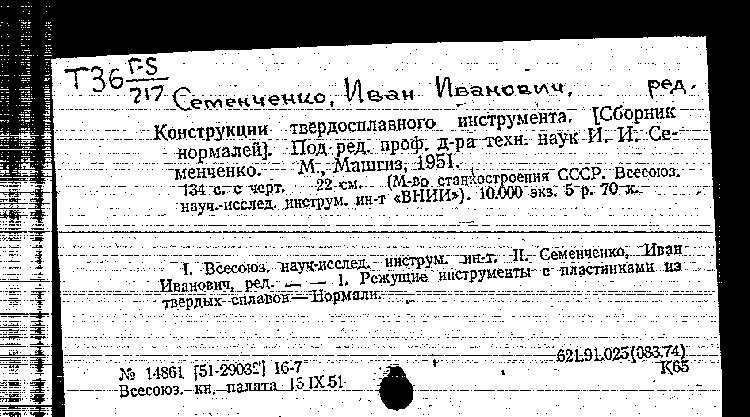 Т36 Г-5/217
Семенченко, Иван Иванович, ред.
Конструкции твердосплавного инструмента. [Сборник
нормалей]. Под ред. проф. д-ра техн. наук И. И. Се-
менченко. М., Машгиз, 1951.
134 с. с черт. 22 см. (М-во станкостроения СССР. Всесоюз.
науч.-исслед. инструм. ин-т «ВНИИ»). 10.000 экз. 5 р. 70 к.
I. Всесоюз. науч-исслед. инструм. ин-т. II. Семенченко, Иван
Иванович, ред. — — 1. Режущие инструменты с пластинками из
твердых сплавов — Нормали.
621.91.025(083.74)
№ 14861 [51-29032] 16-7
К65
Всесоюз. кн. палата 15 IX 51